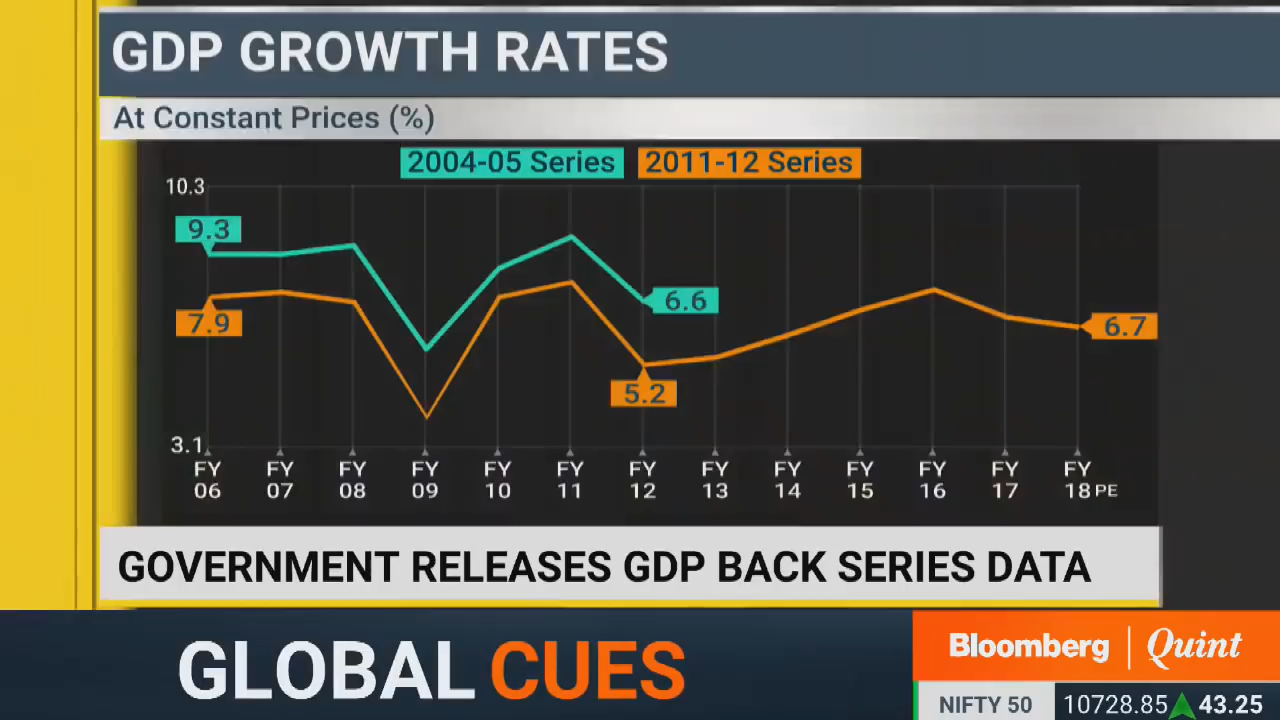 GDP GROWTH RATES
At Constant Prices (%)
2004-05 Series 2011-12 Series
10.3
9.3
7.9
6.6
6.7
5.2
3.1
FY FY FY FY FY FY FY FY FY FY FY FY FY
06 07 08 09 10 11 12 13 14 15 16 17 18 PE
GOVERNMENT RELEASES GDP BACK SERIES DATA
GLOBAL CUES
Bloomberg | Quint
NIFTY 50 10728.85 ▲ 43.25